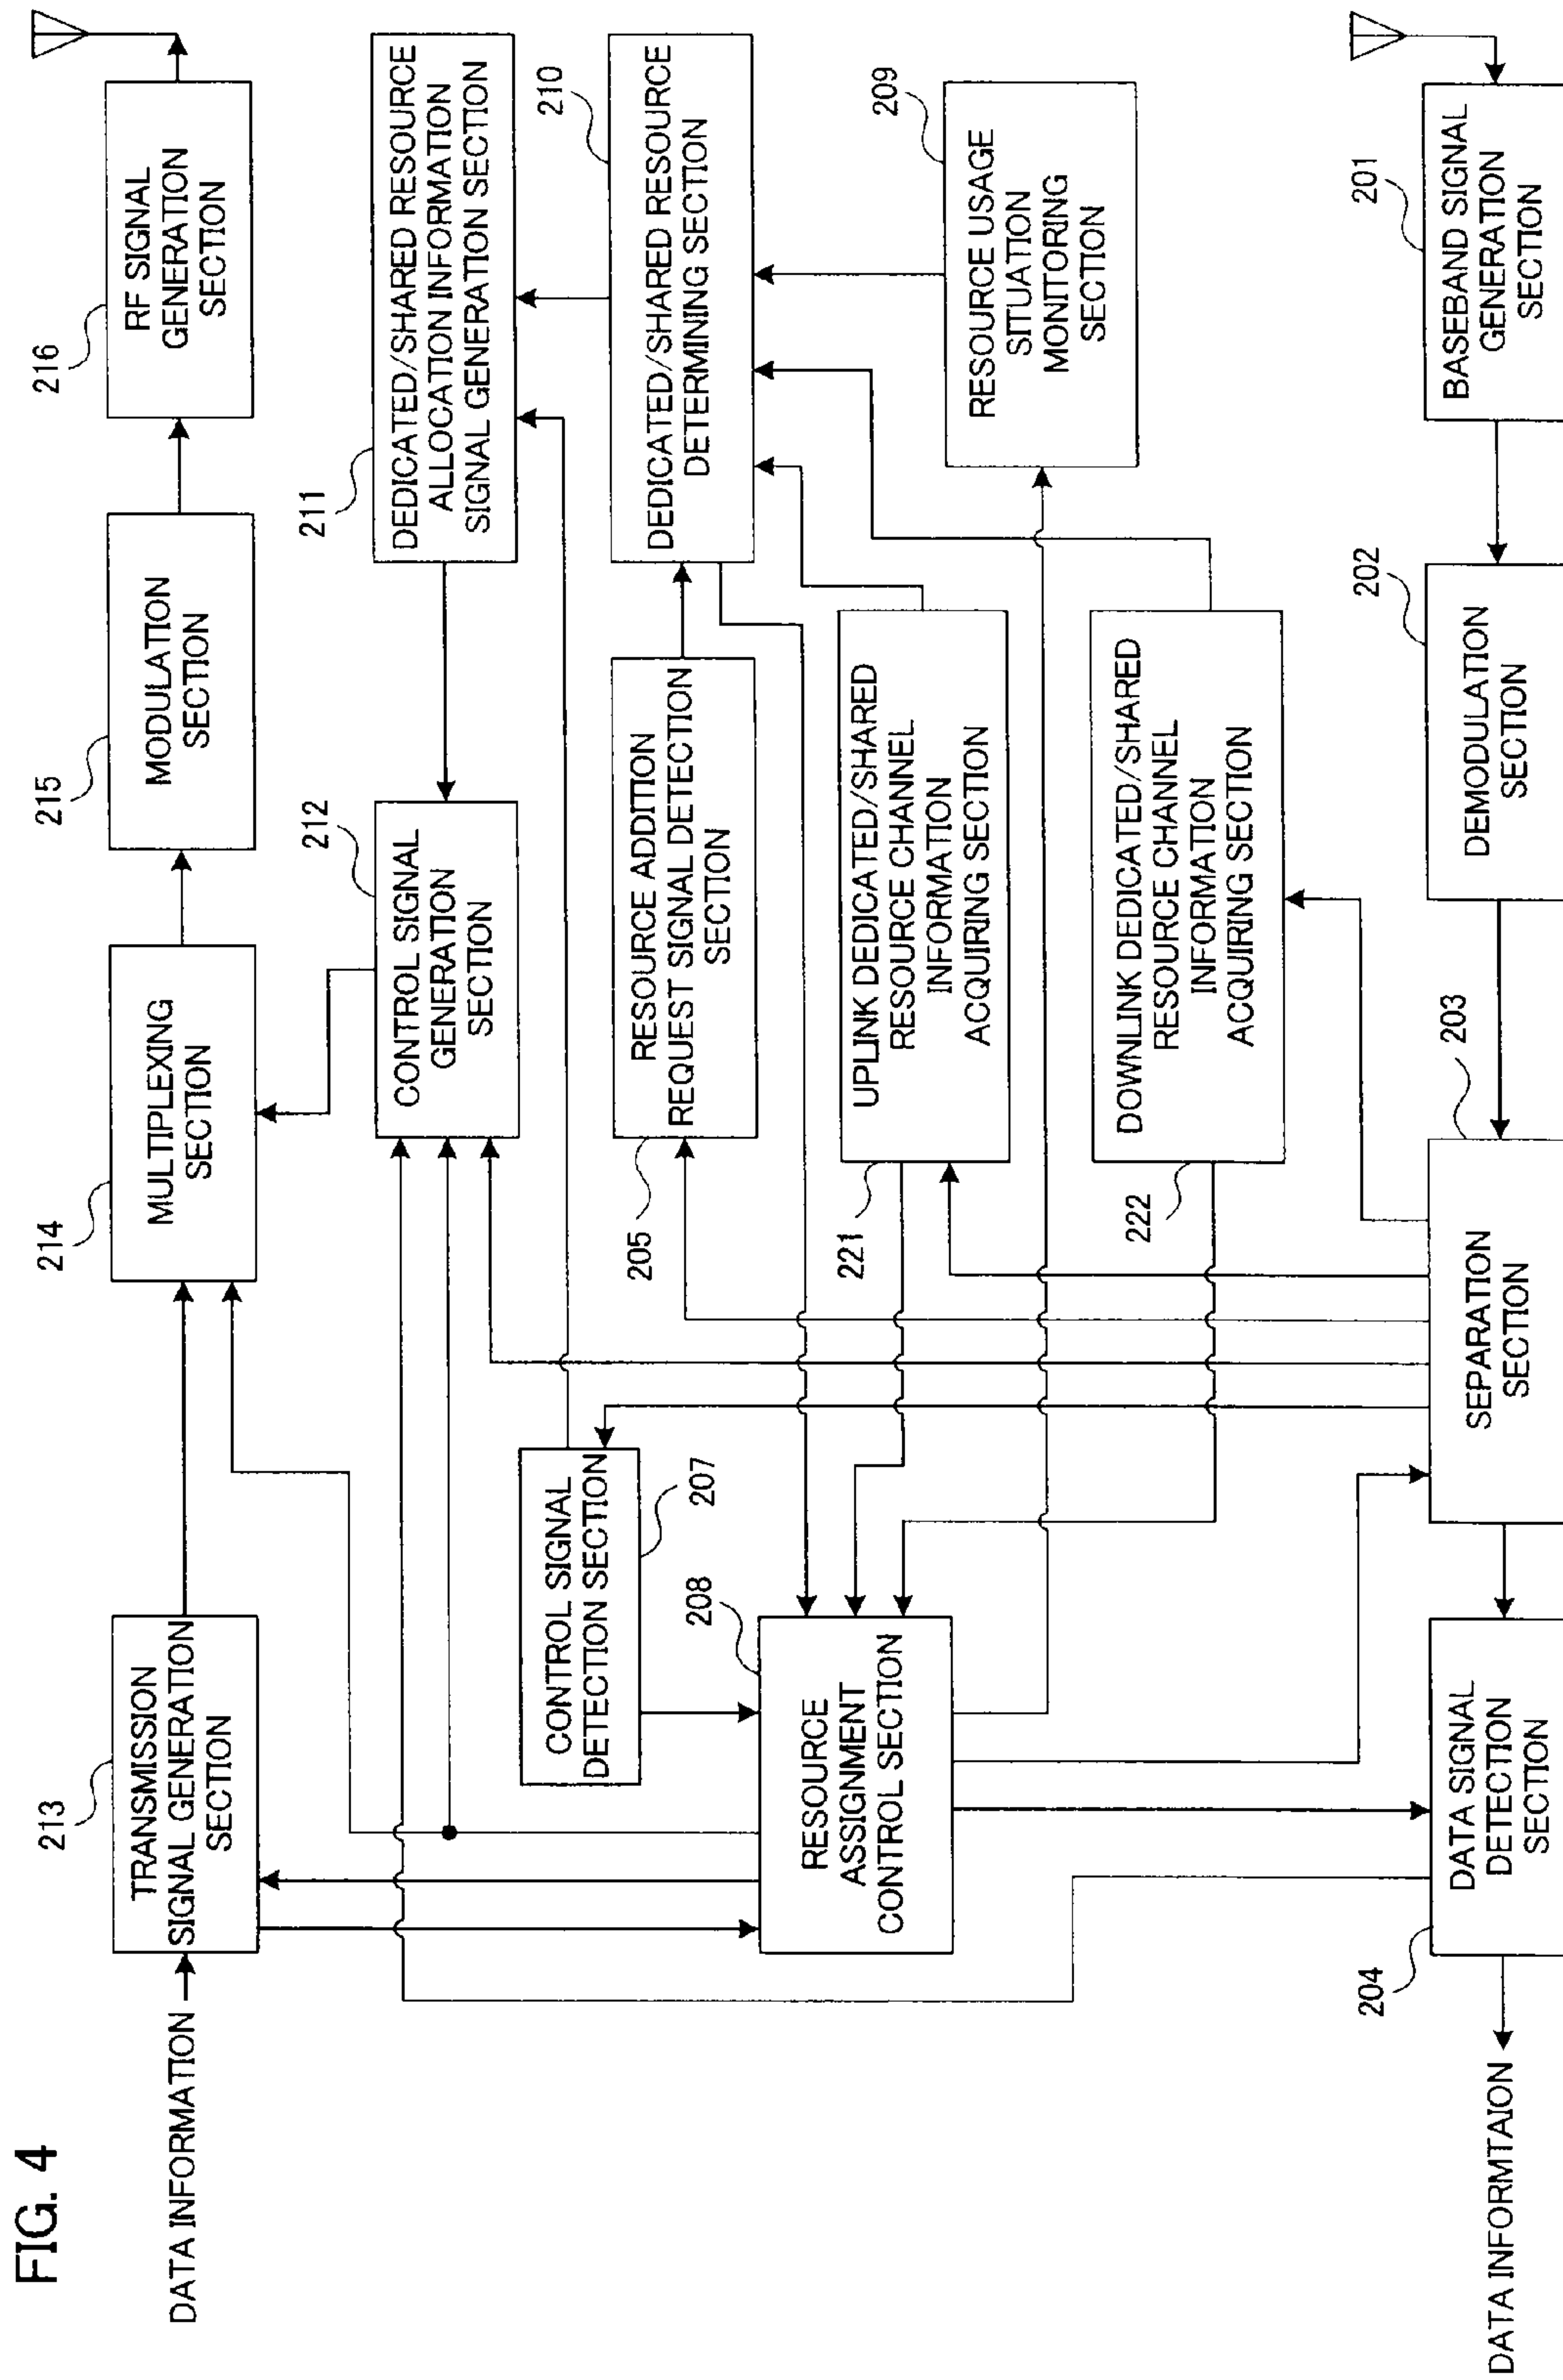 FIG. 4
DATA INFORMATION
213
TRANSMISSION
SIGNAL GENERATION
SECTION
214
MULTIPLEXING
SECTION
215
MODULATION
SECTION
216
RF SIGNAL
GENERATION
SECTION
212
CONTROL SIGNAL
GENERATION
SECTION
211
DEDICATED/SHARED RESOURCE
ALLOCATION INFORMATION
SIGNAL GENERATION SECTION
CONTROL SIGNAL
DETECTION SECTION
207
205
RESOURCE ADDITION
REQUEST SIGNAL DETECTION
SECTION
210
DEDICATED/SHARED RESOURCE
DETERMINING SECTION
208
RESOURCE
ASSIGNMENT
CONTROL SECTION
221
UPLINK DEDICATED/SHARED
RESOURCE CHANNEL
INFORMATION
ACQUIRING SECTION
209
RESOURCE USAGE
SITUATION
MONITORING
SECTION
222
DOWNLINK DEDICATED/SHARED
RESOURCE CHANNEL
INFORMATION
ACQUIRING SECTION
204
DATA SIGNAL
DETECTION
SECTION
203
SEPARATION
SECTION
202
DEMODULATION
SECTION
201
BASEBAND SIGNAL
GENERATION
SECTION
DATA INFORMTAION